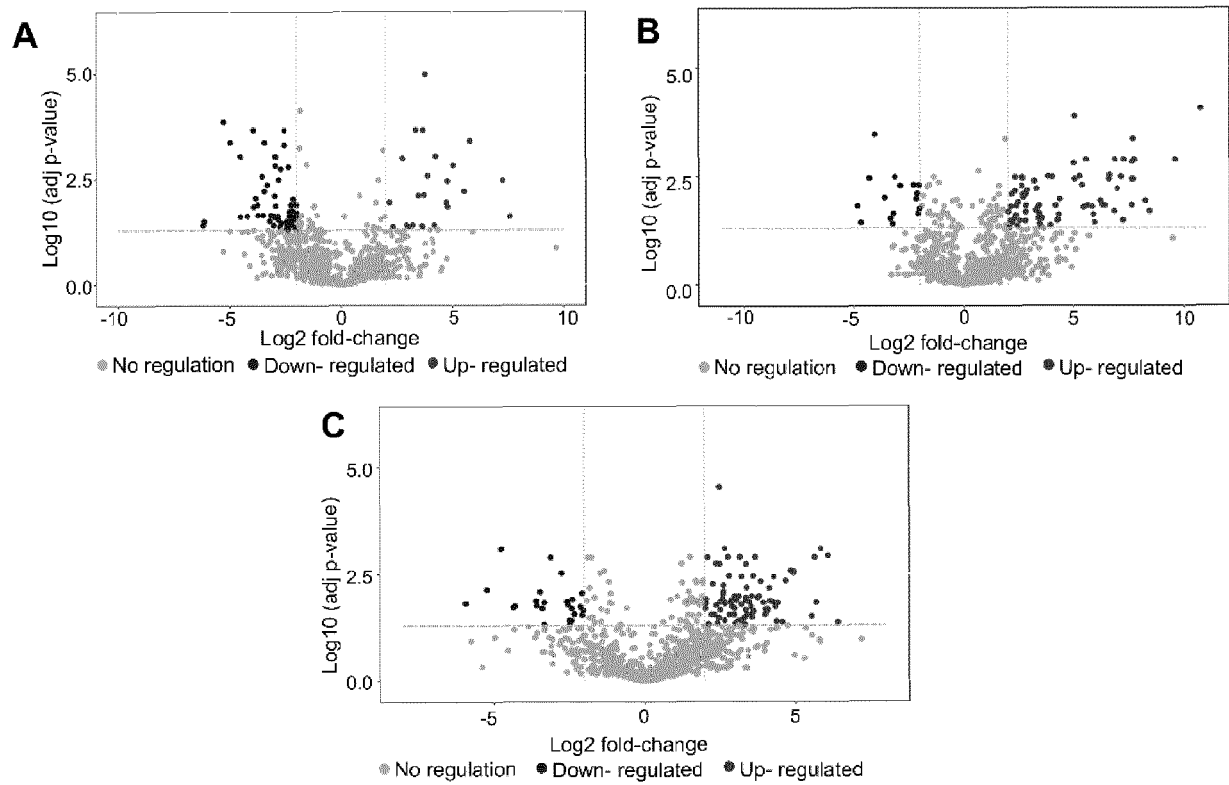 A
Log10 (adj p-value)
5.0
2.5
0.0
-10
-5
0
5
10
Log2 fold-change
No regulation
Down- regulated
Up- regulated
B
Log10 (adj p-value)
5.0
2.5
0.0
-10
-5
0
5
10
Log2 fold-change
No regulation
Down- regulated
Up- regulated
C
Log10 (adj p-value)
5.0
2.5
0.0
-5
0
5
Log2 fold-change
No regulation
Down- regulated
Up- regulated